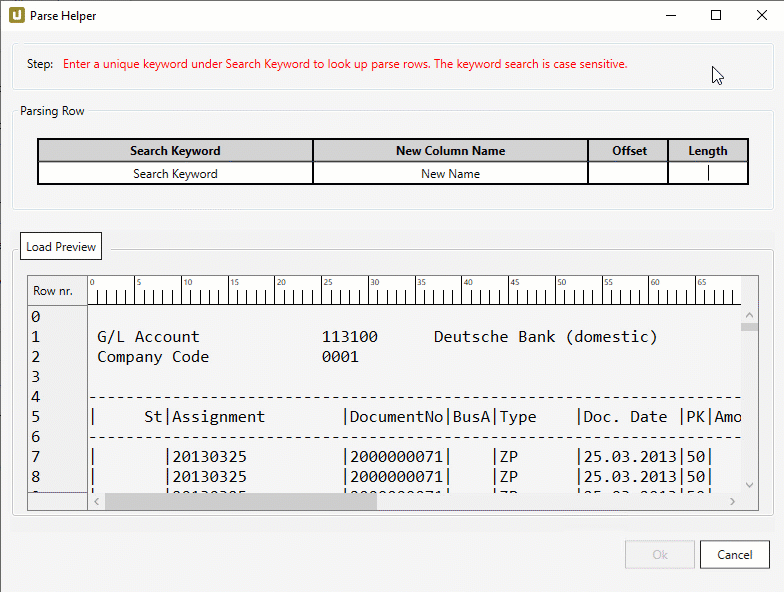 Parse Helper
Step: Enter a unique keyword under Search Keyword to look up parse rows. The keyword search is case sensitive.
Parsing Row
Search Keyword New Column Name Offset Length
Search Keyword New Name
Load Preview
Row nr. 0 5 10 15 20 25 30 35 40 45 50 55 60 65
0
1 G/L Account 113100 Deutsche Bank (domestic)
2 Company Code 0001
3
4 ----------------------------------------------------------------------
5 | St|Assignment |DocumentNo|BusA|Type |Doc. Date |PK|Amo
6 ----------------------------------------------------------------------
7 | |20130325 |2000000071| |ZP |25.03.2013|50|
8 | |20130325 |2000000071| |ZP |25.03.2013|50|
Ok Cancel